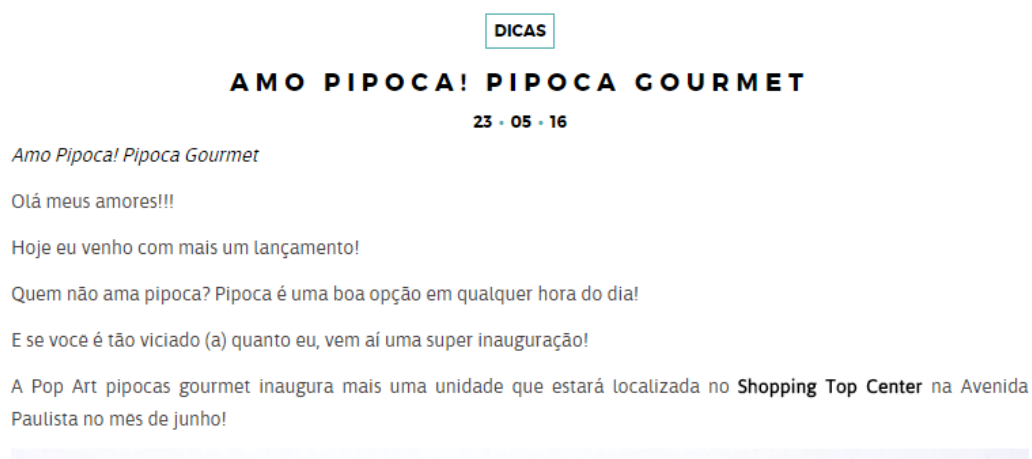 DICAS
AMO PIPOCA! PIPOCA GOURMET
23 • 05 • 16
Amo Pipoca! Pipoca Gourmet
Olá meus amores!!!
Hoje eu venho com mais um lançamento!
Quem não ama pipoca? Pipoca é uma boa opção em qualquer hora do dia!
E se você é tão viciado (a) quanto eu, vem aí uma super inauguração!
A Pop Art pipocas gourmet inaugura mais uma unidade que estará localizada no Shopping Top Center na Avenida
Paulista no mês de junho!